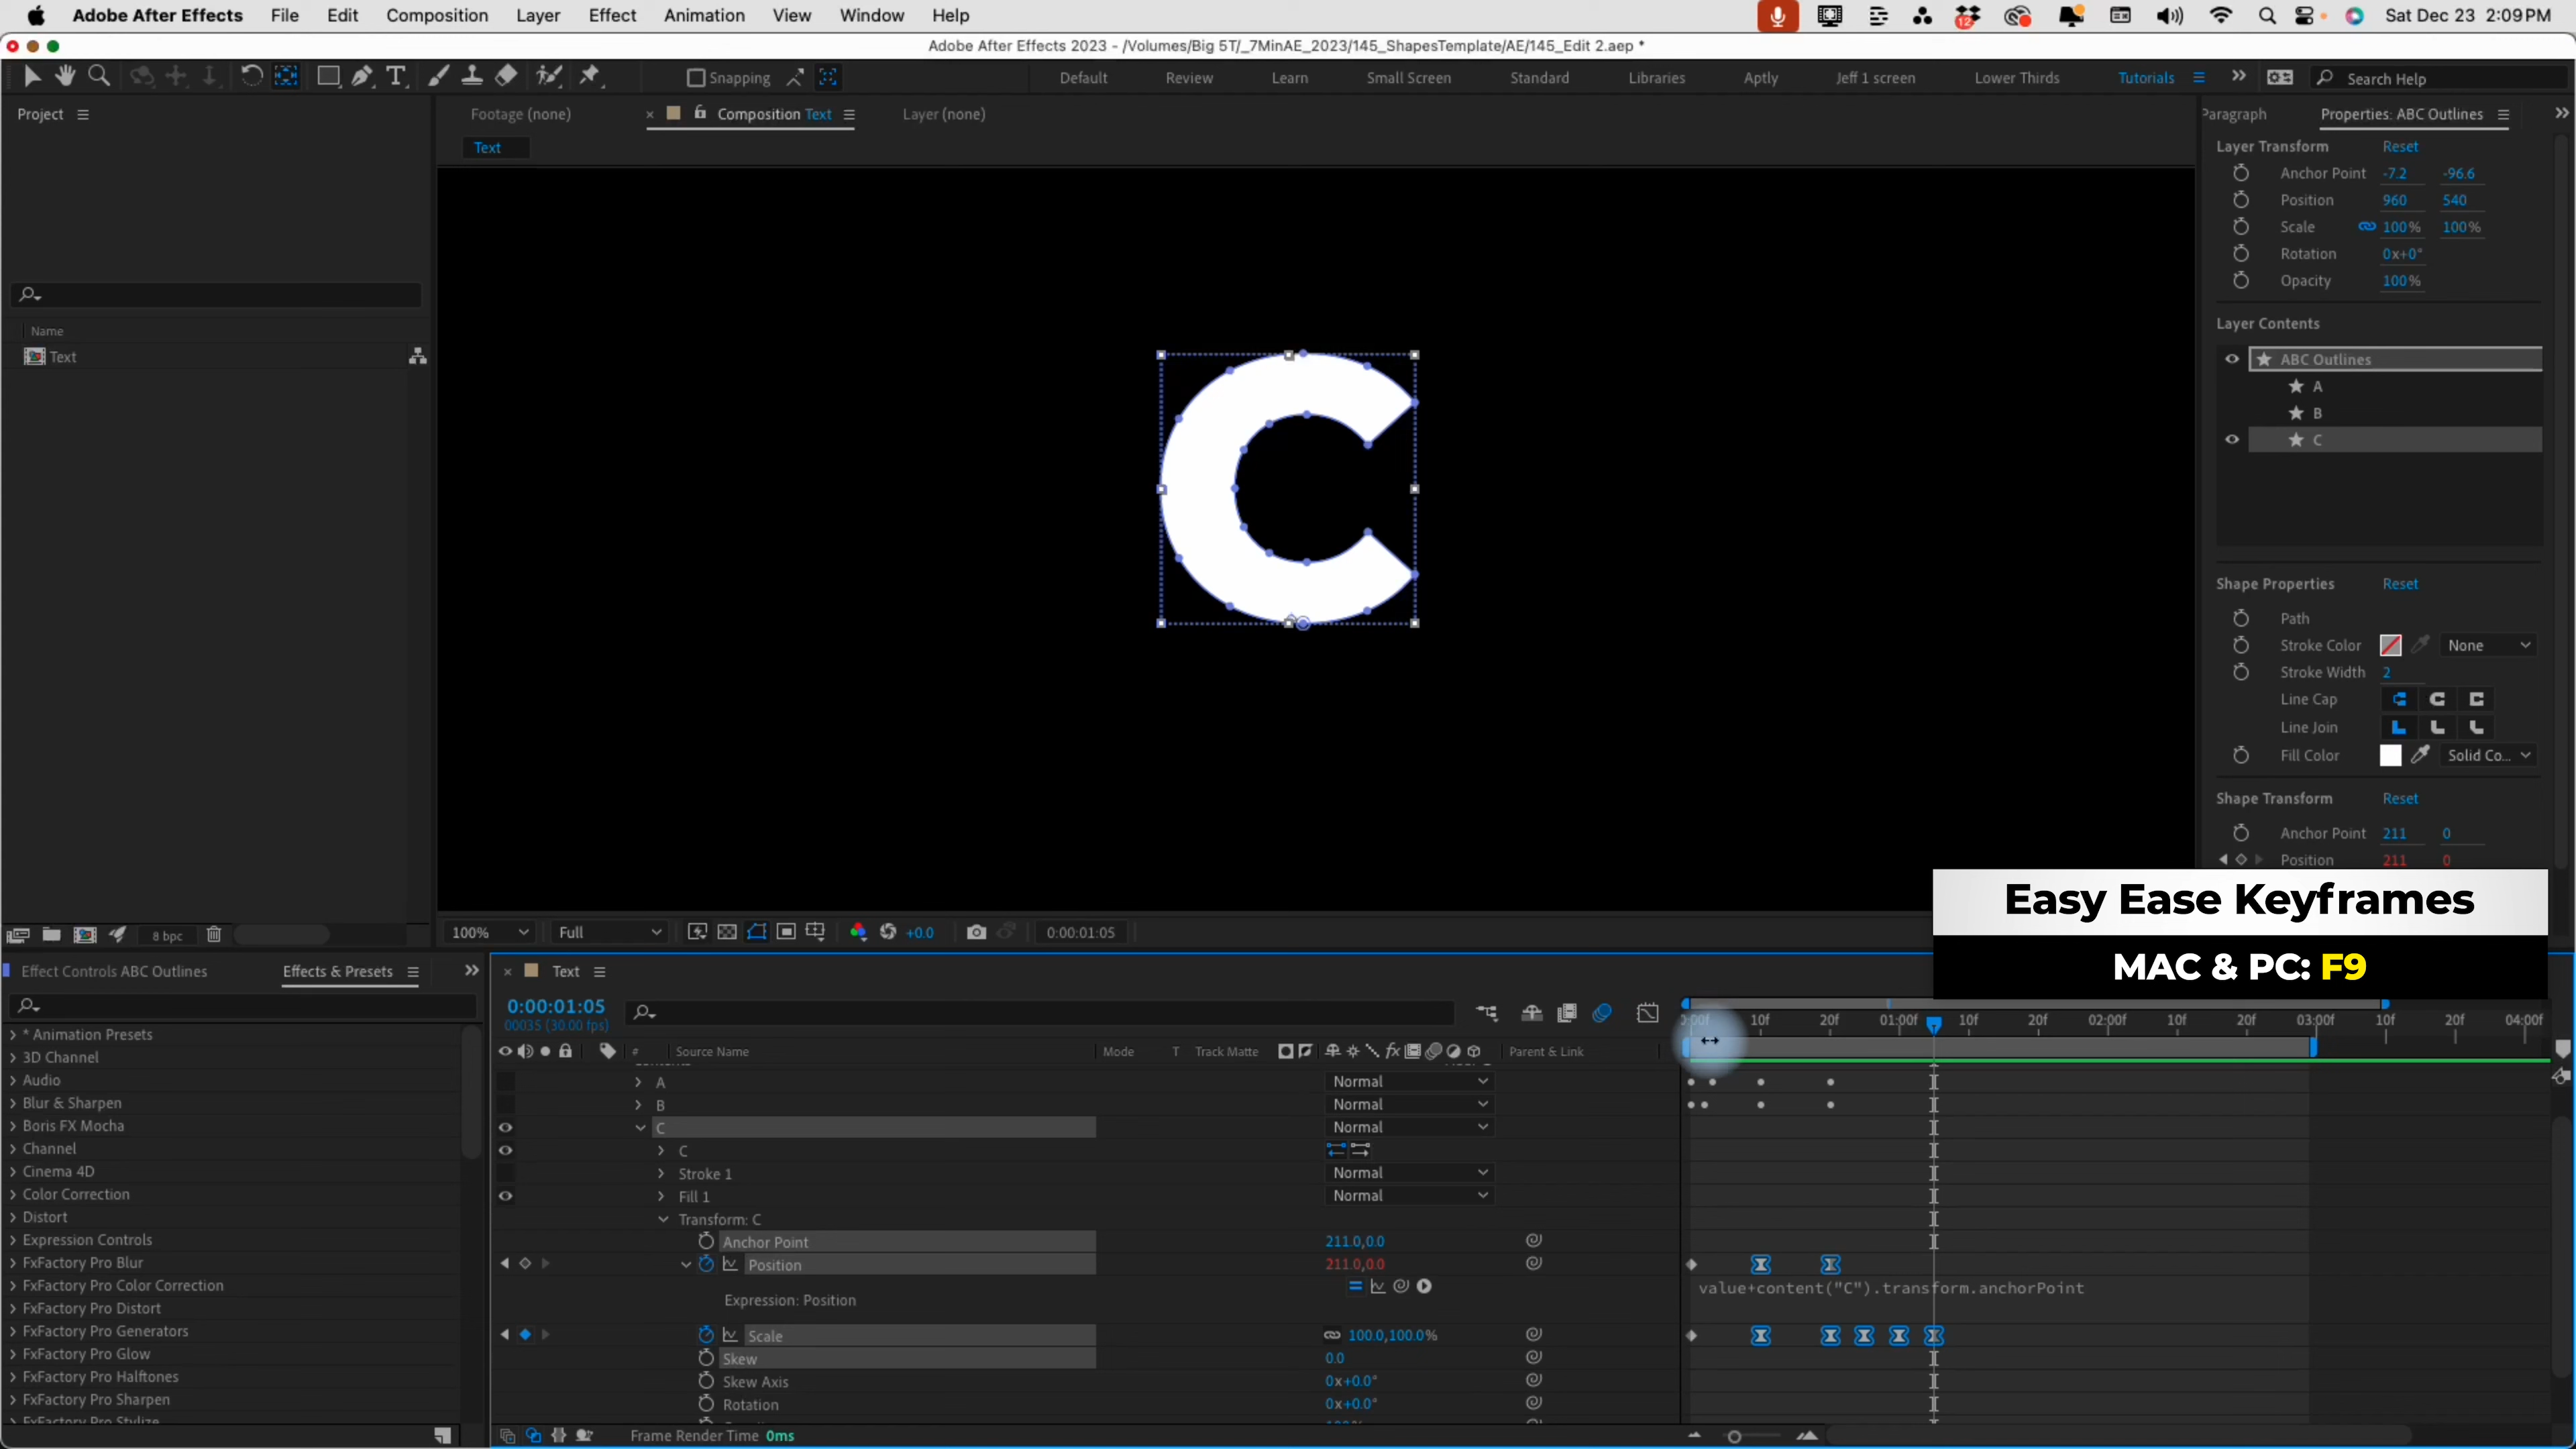 Adobe After Effects File Edit Composition Layer Effect Animation View Window Help 12 Sat Dec 23 2:09 PM
Adobe After Effects 2023 - /Volumes/Big 5T/_7MinAE_2023/145_ShapesTemplate/AE/145_Edit 2.aep *
Snapping Default Review Learn Small Screen Standard Libraries Aptly Jeff 1 screen Lower Thirds Tutorials Search Help
Project Footage (none) Composition Text Layer (none) Paragraph Properties: ABC Outlines
Text
Layer Transform Reset
Anchor Point -7.2 -96.6
Position 960 540
Scale 100% 100%
Rotation 0x+0°
Opacity 100%
Layer Contents
Name
Text
ABC Outlines
A
B
C
C
Shape Properties Reset
Path
Stroke Color None
Stroke Width 2
Line Cap
Line Join
Fill Color Solid Co...
Shape Transform Reset
Anchor Point 211 0
Position 211 0
Easy Ease Keyframes
MAC & PC: F9
8 bpc 100% Full +0.0 0:00:01:05
Effect Controls ABC Outlines Effects & Presets Text
0:00:01:05
00035 (30.00 fps)
:00f 10f 20f 01:00f 10f 20f 02:00f 10f 20f 03:00f 10f 20f 04:00f
# Source Name Mode T Track Matte Parent & Link
* Animation Presets
3D Channel
Audio
Blur & Sharpen
Boris FX Mocha
Channel
Cinema 4D
Color Correction
Distort
Expression Controls
FxFactory Pro Blur
FxFactory Pro Color Correction
FxFactory Pro Distort
FxFactory Pro Generators
FxFactory Pro Glow
FxFactory Pro Halftones
FxFactory Pro Sharpen
FxFactory Pro Stylize
A Normal
B Normal
C Normal
C
Stroke 1 Normal
Fill 1 Normal
Transform: C
Anchor Point 211.0,0.0
Position 211.0,0.0
Expression: Position value+content("C").transform.anchorPoint
Scale 100.0,100.0%
Skew 0.0
Skew Axis 0x+0.0°
Rotation 0x+0.0°
Frame Render Time 0ms